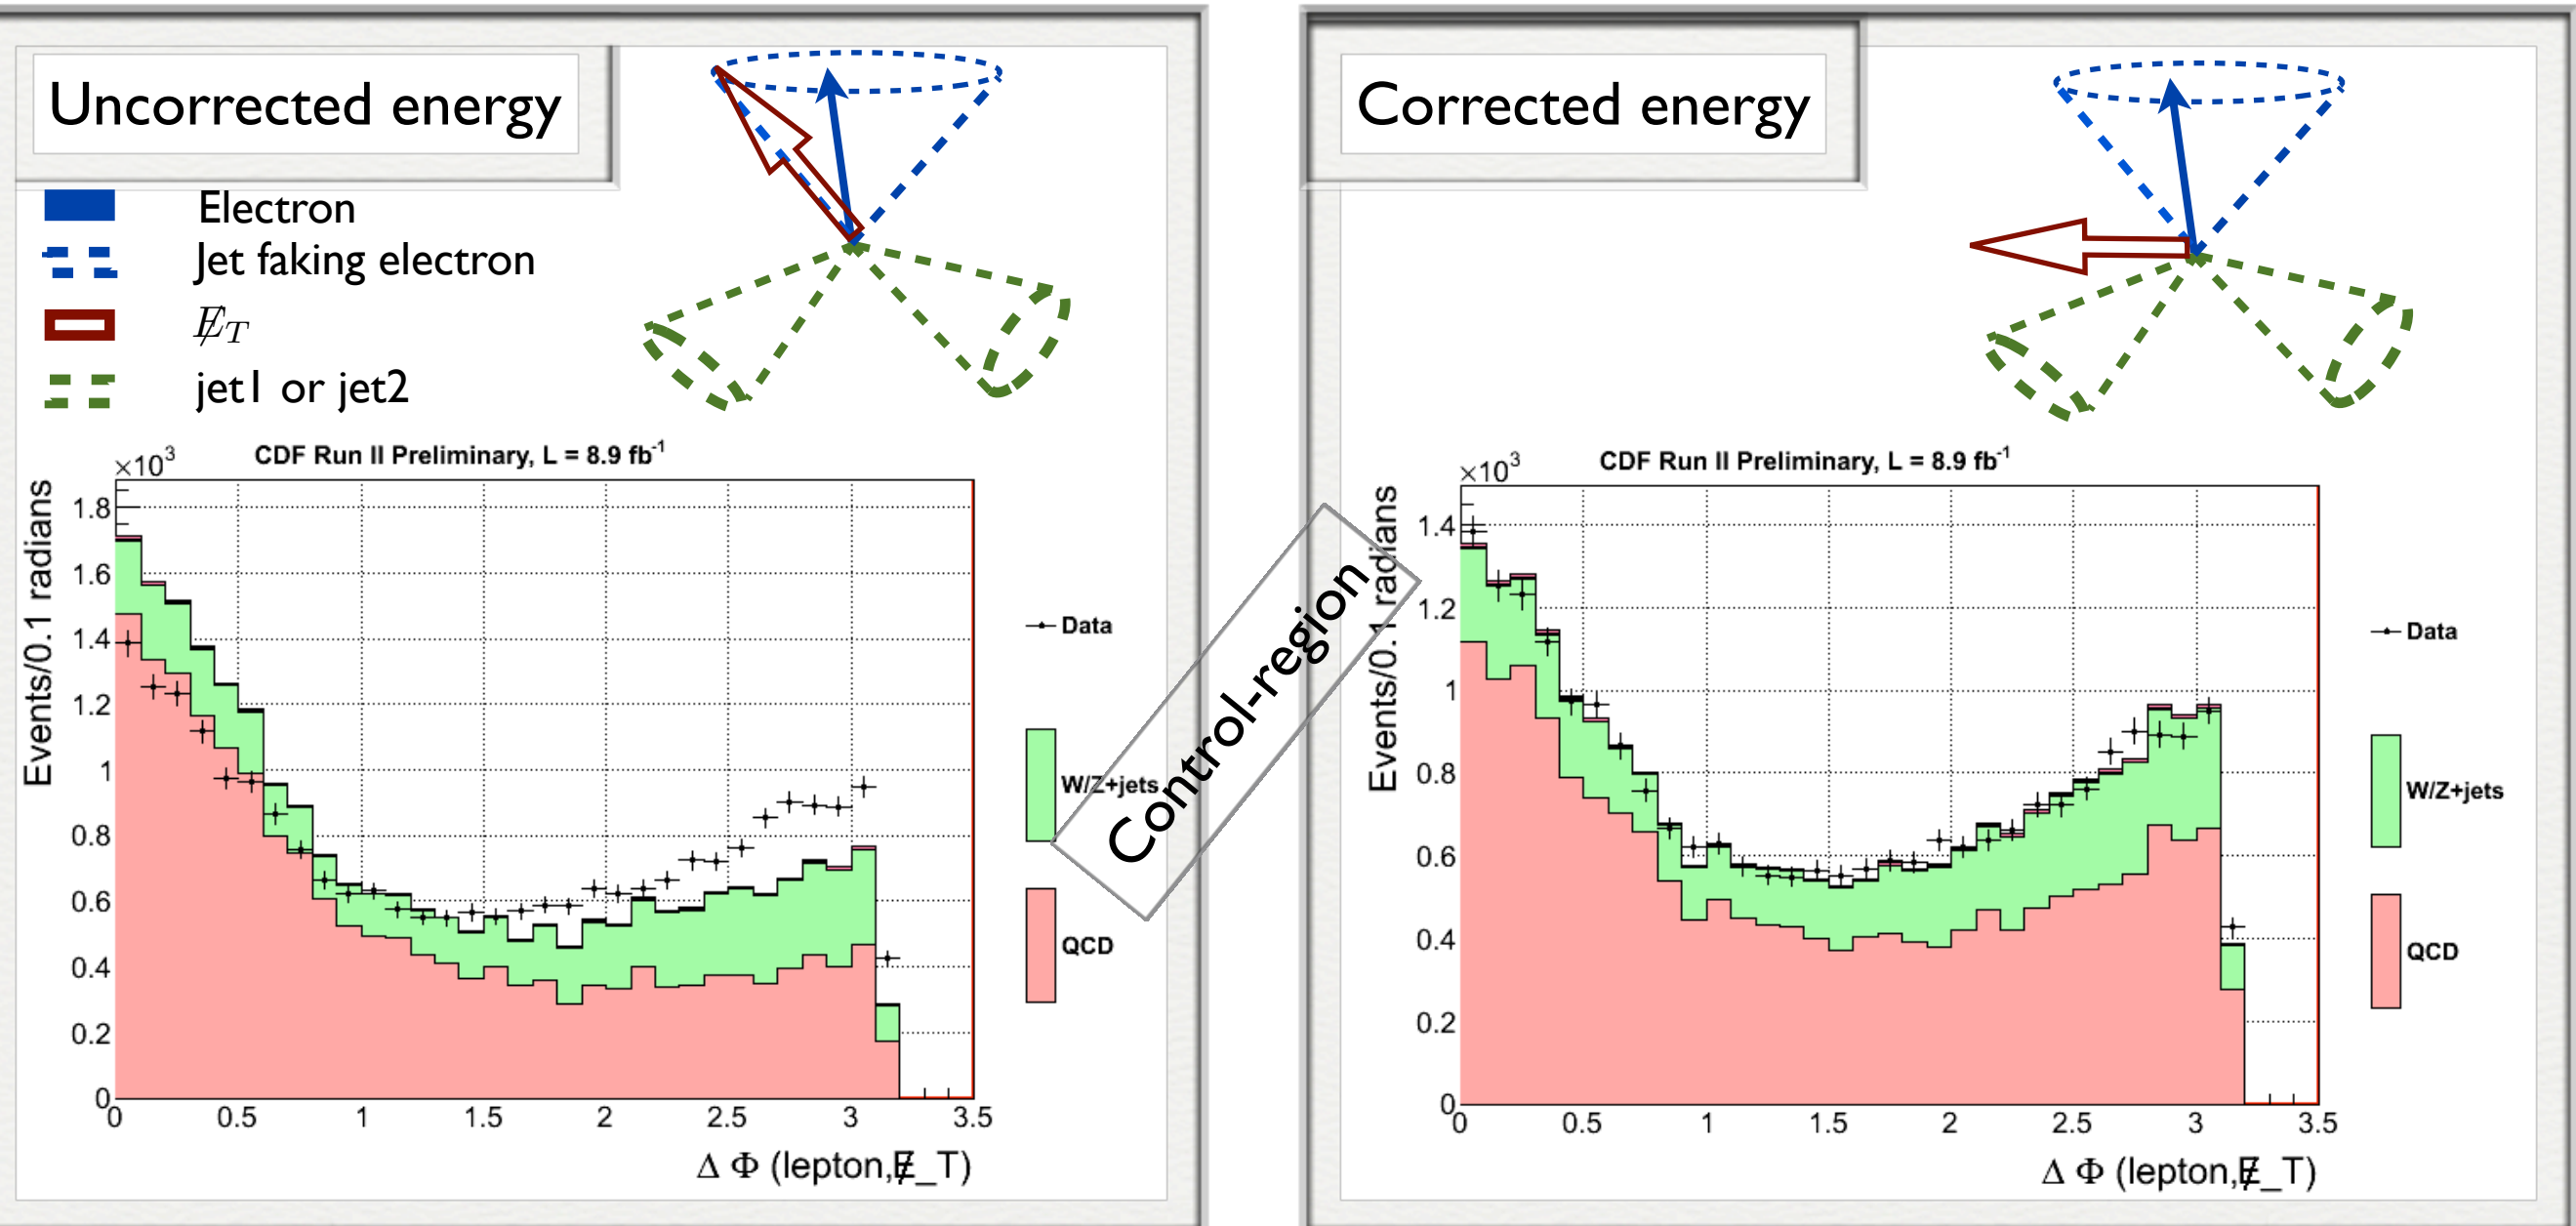 Uncorrected energy
Electron
Jet faking electron
E̸_T
jet1 or jet2
CDF Run II Preliminary, L = 8.9 fb⁻¹
×10³
Events/0.1 radians
1.8
1.6
1.4
1.2
1
0.8
0.6
0.4
0.2
0
0 0.5 1 1.5 2 2.5 3 3.5
Δ Φ (lepton,E̸_T)
Data
W/Z+jets
QCD
Control-region
Corrected energy
CDF Run II Preliminary, L = 8.9 fb⁻¹
×10³
Events/0.1 radians
1.4
1.2
1
0.8
0.6
0.4
0.2
0
0 0.5 1 1.5 2 2.5 3 3.5
Δ Φ (lepton,E̸_T)
Data
W/Z+jets
QCD